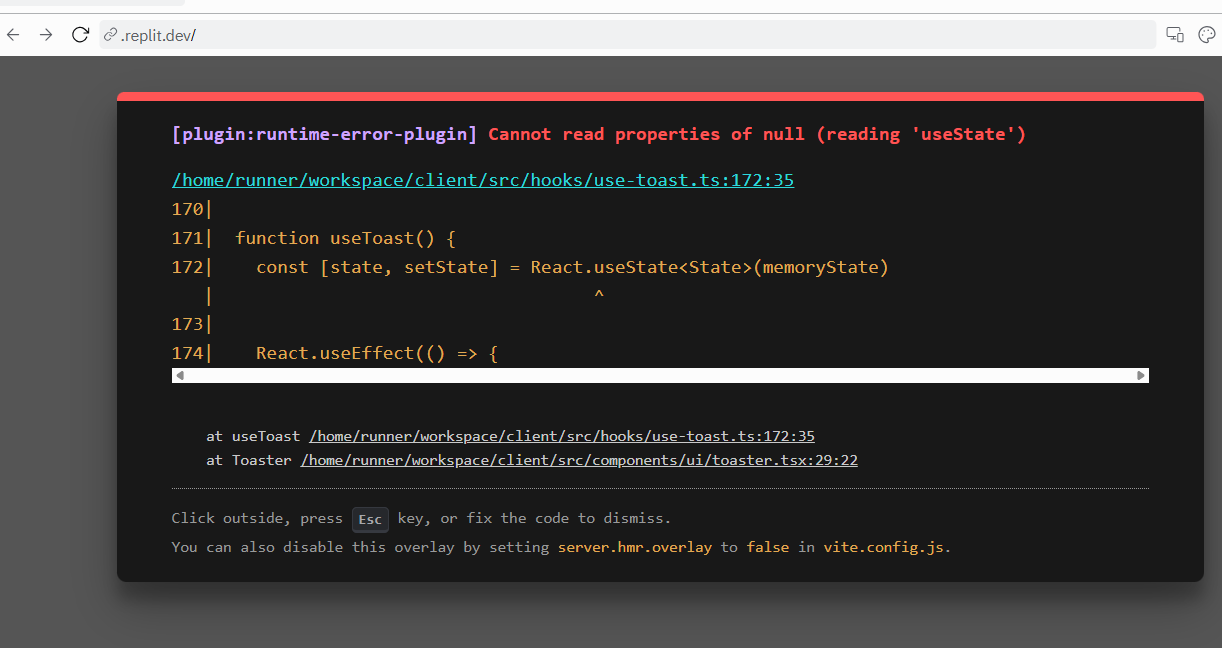 .replit.dev/
[plugin:runtime-error-plugin] Cannot read properties of null (reading 'useState')
/home/runner/workspace/client/src/hooks/use-toast.ts:172:35
170|
171|  function useToast() {
172|    const [state, setState] = React.useState<State>(memoryState)
   |                                    ^
173|
174|    React.useEffect(() => {
at useToast /home/runner/workspace/client/src/hooks/use-toast.ts:172:35
at Toaster /home/runner/workspace/client/src/components/ui/toaster.tsx:29:22
Click outside, press Esc key, or fix the code to dismiss.
You can also disable this overlay by setting server.hmr.overlay to false in vite.config.js.